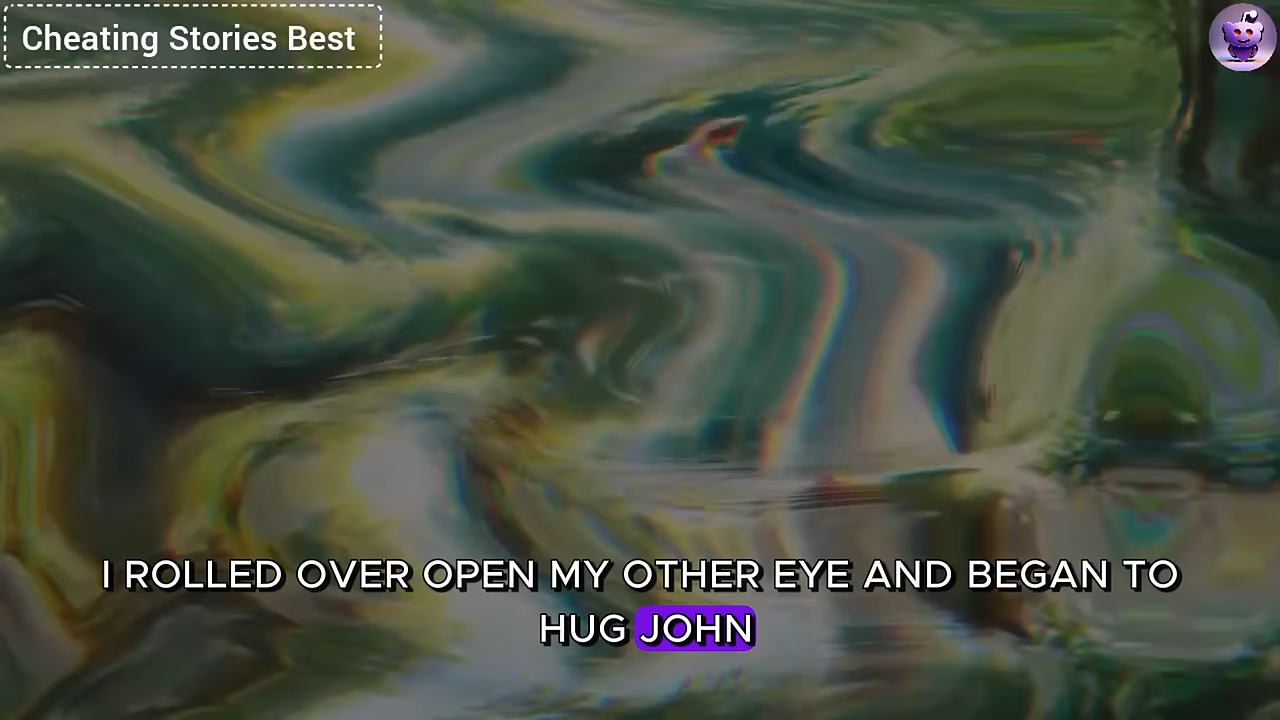 Cheating Stories Best
I ROLLED OVER OPEN MY OTHER EYE AND BEGAN TO
HUG JOHN